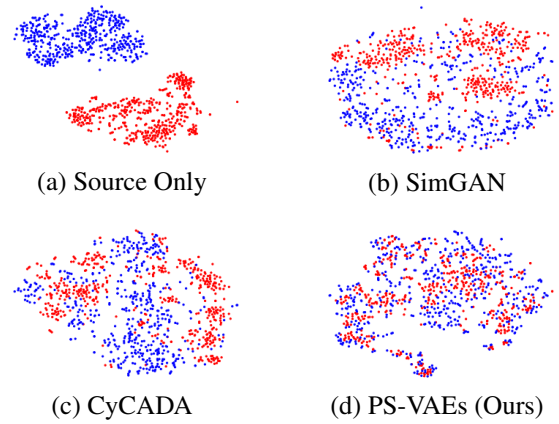 (a) Source Only
(b) SimGAN
(c) CyCADA
(d) PS-VAEs (Ours)